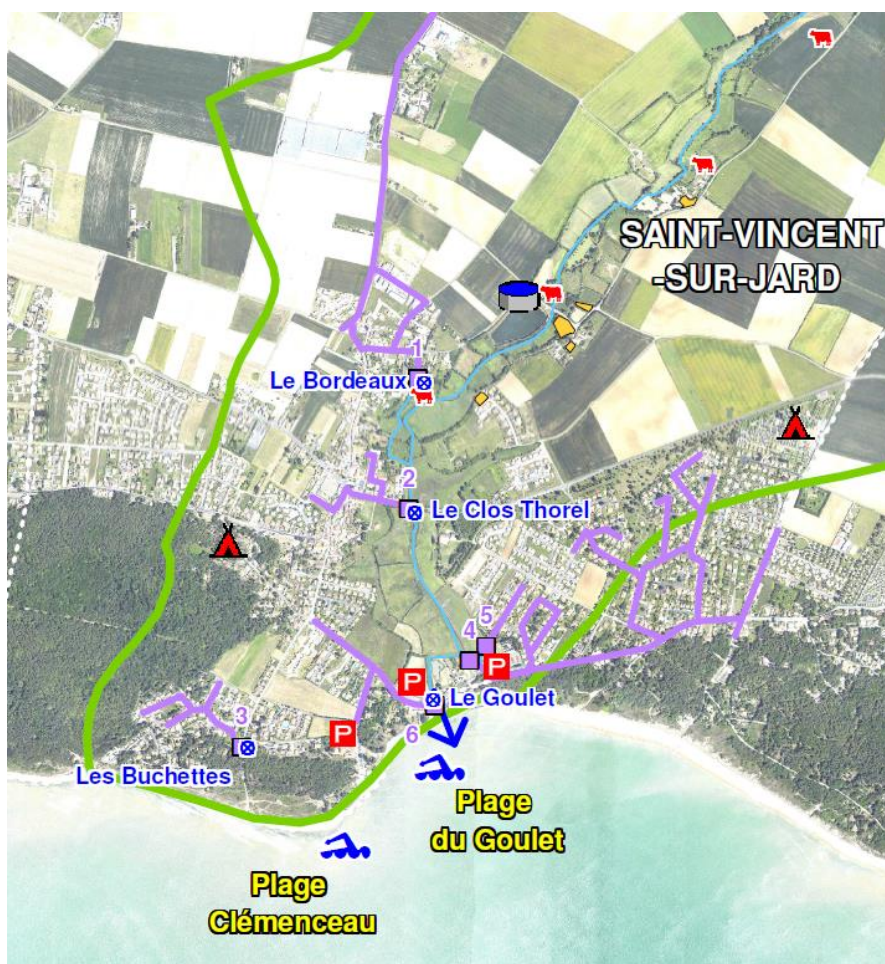 SAINT-VINCENT
-SUR-JARD
1
Le Bordeaux
2
Le Clos Thorel
5
4
P
P
Le Goulet
3
P
6
Les Buchettes
Plage
du Goulet
Plage
Clémenceau